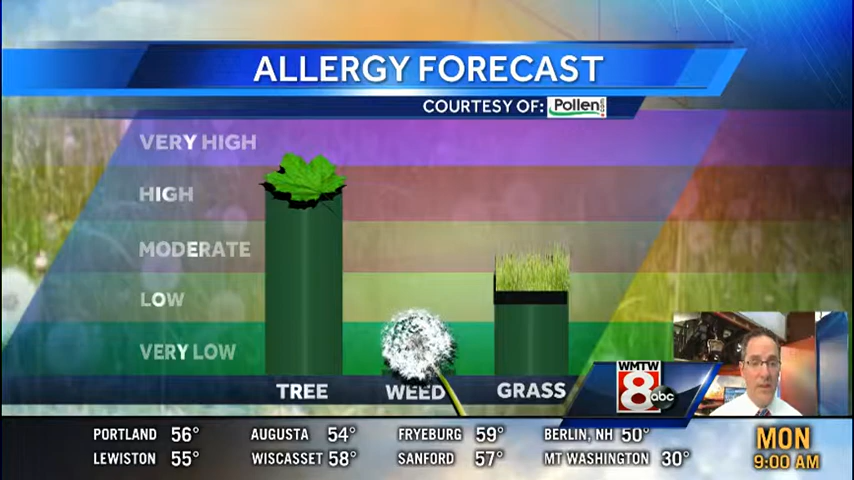 ALLERGY FORECAST
COURTESY OF: Pollen.com
VERY HIGH
HIGH
MODERATE
LOW
VERY LOW
TREE WEED GRASS
WMTW
8 abc
PORTLAND 56° AUGUSTA 54° FRYEBURG 59° BERLIN, NH 50°
LEWISTON 55° WISCASSET 58° SANFORD 57° MT WASHINGTON 30°
MON
9:00 AM